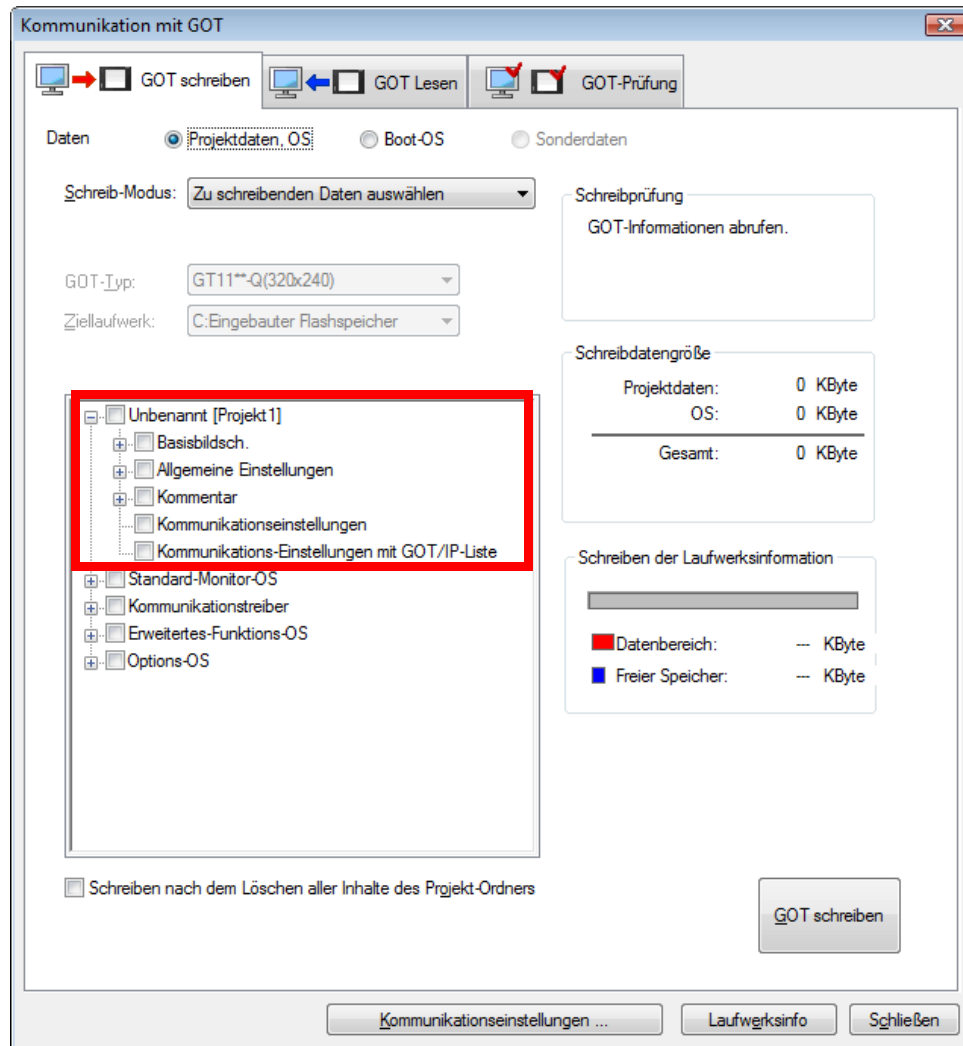 Kommunikation mit GOT
GOT schreiben
GOT Lesen
GOT-Prüfung
Daten
Projektdaten, OS
Boot-OS
Sonderdaten
Schreib-Modus:
Zu schreibenden Daten auswählen
GOT-Typ:
GT11**-Q(320x240)
Ziellaufwerk:
C:Eingebauter Flashspeicher
Unbenannt [Projekt1]
Basisbildsch.
Allgemeine Einstellungen
Kommentar
Kommunikationseinstellungen
Kommunikations-Einstellungen mit GOT/IP-Liste
Standard-Monitor-OS
Kommunikationstreiber
Erweitertes-Funktions-OS
Options-OS
Schreiben nach dem Löschen aller Inhalte des Projekt-Ordners
Schreibprüfung
GOT-Informationen abrufen.
Schreibdatengröße
Projektdaten: 0 KByte
OS: 0 KByte
Gesamt: 0 KByte
Schreiben der Laufwerksinformation
Datenbereich: --- KByte
Freier Speicher: --- KByte
GOT schreiben
Kommunikationseinstellungen ...
Laufwerksinfo
Schließen